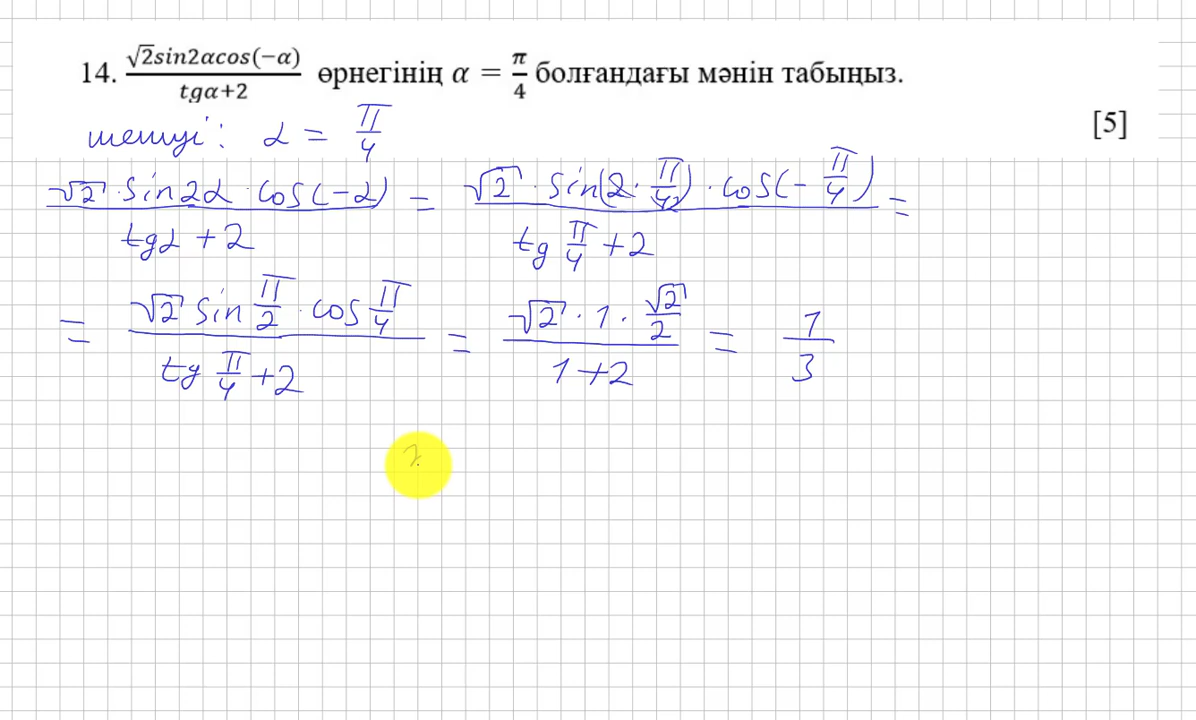 14. √2sin2αcos(−α)/tgα+2 өрнегінің α = π/4 болғандағы мәнін табыңыз.
[5]
шешуі: α = π/4
√2 · sin2α · cos(−α) / tgα + 2 = √2 · sin(2 · π/4 2) · cos(− π/4) / tg π/4 + 2 =
= √2 sin π/2 · cos π/4 / tg π/4 + 2 = √2 · 1 · √2/2 / 1 + 2 = 1/3